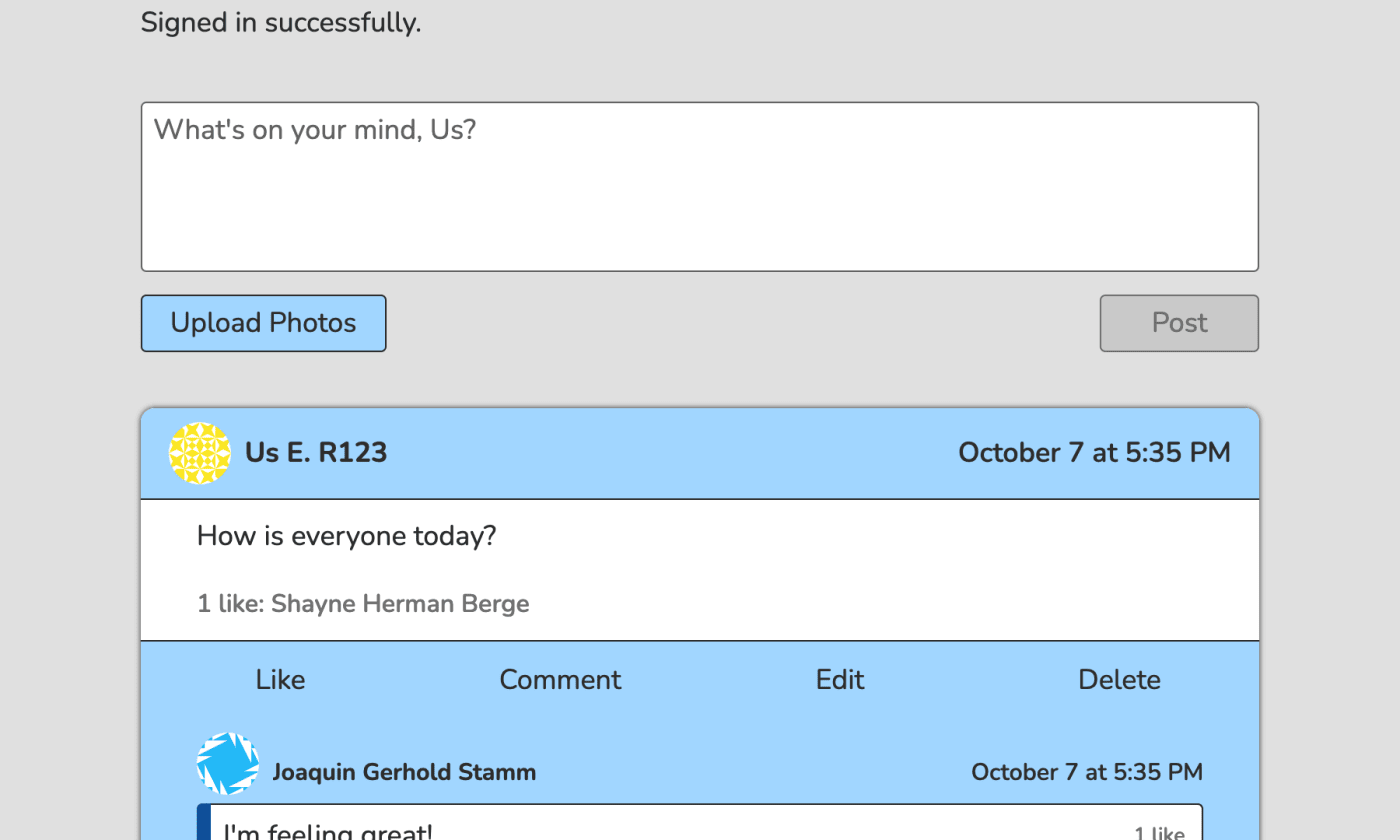 Signed in successfully.
What's on your mind, Us?
Upload Photos
Post
Us E. R123
October 7 at 5:35 PM
How is everyone today?
1 like: Shayne Herman Berge
Like
Comment
Edit
Delete
Joaquin Gerhold Stamm
October 7 at 5:35 PM
I'm feeling great!
1 like